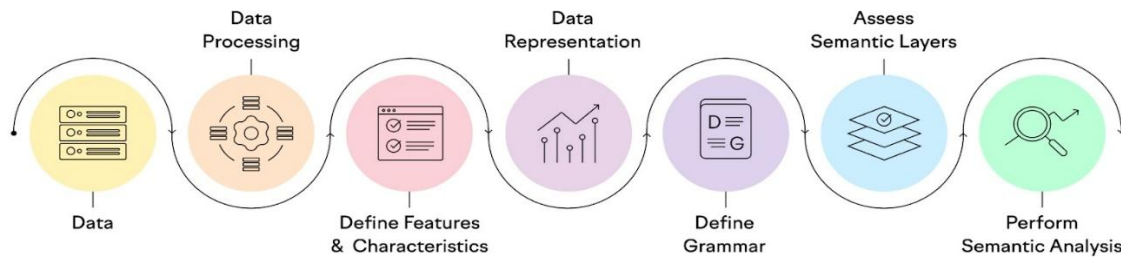 Data
Data
Processing
Define Features
& Characteristics
Data
Representation
D
G
Define
Grammar
Assess
Semantic Layers
Perform
Semantic Analysis